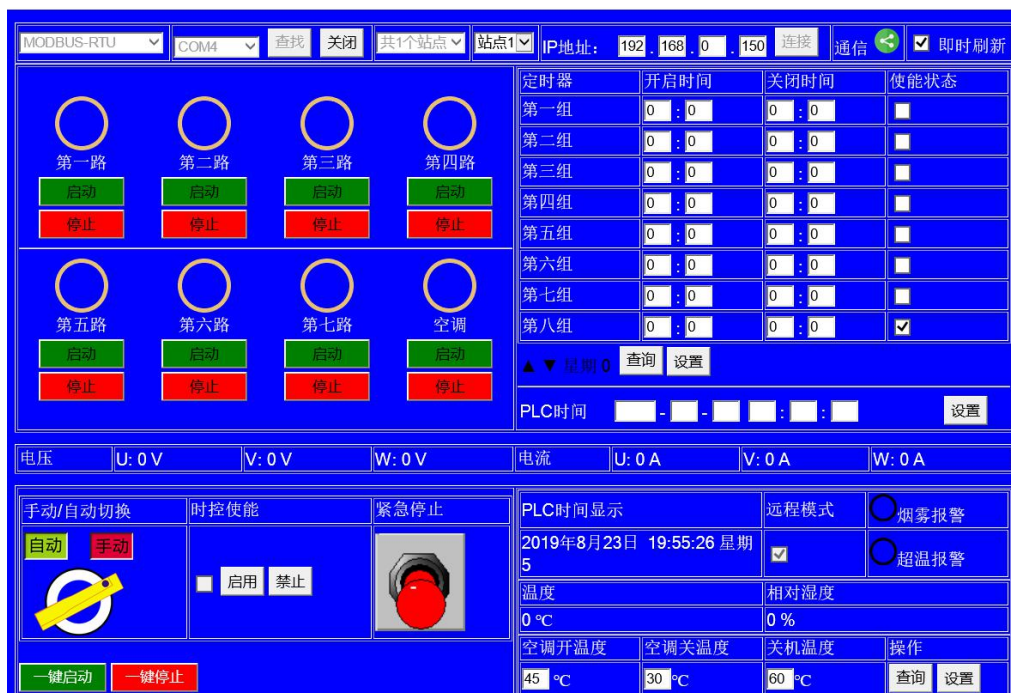 MODBUS-RTU COM4 查找 关闭 共1个站点 站点1 IP地址： 192 . 168 . 0 . 150 连接 通信 即时刷新
第一路 第二路 第三路 第四路
启动 启动 启动 启动
停止 停止 停止 停止
第五路 第六路 第七路 空调
启动 启动 启动 启动
停止 停止 停止 停止
定时器 开启时间 关闭时间 使能状态
第一组 0 : 0 0 : 0
第二组 0 : 0 0 : 0
第三组 0 : 0 0 : 0
第四组 0 : 0 0 : 0
第五组 0 : 0 0 : 0
第六组 0 : 0 0 : 0
第七组 0 : 0 0 : 0
第八组 0 : 0 0 : 0
▲ ▼ 星期 0 查询 设置
PLC时间 - - : : 设置
电压 U: 0 V V: 0 V W: 0 V 电流 U: 0 A V: 0 A W: 0 A
手动/自动切换 时控使能 紧急停止
自动 手动
启用 禁止
一键启动 一键停止
PLC时间显示 远程模式 烟雾报警
2019年8月23日 19:55:26 星期
5
超温报警
温度 相对湿度
0 ℃ 0 %
空调开温度 空调关温度 关机温度 操作
45 ℃ 30 ℃ 60 ℃ 查询 设置